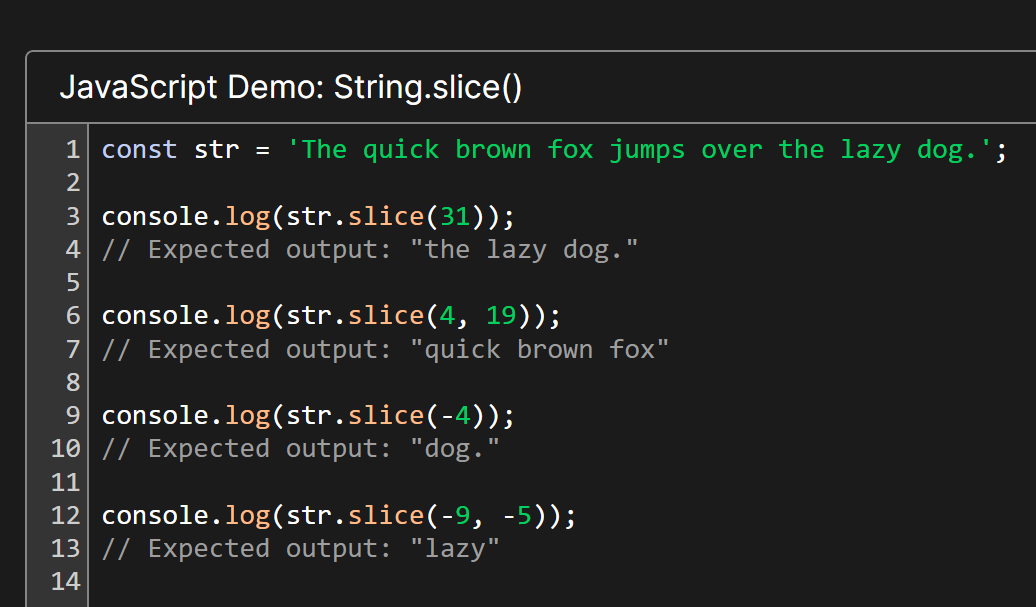 JavaScript Demo: String.slice()
1 const str = 'The quick brown fox jumps over the lazy dog.';
2
3 console.log(str.slice(31));
4 // Expected output: "the lazy dog."
5
6 console.log(str.slice(4, 19));
7 // Expected output: "quick brown fox"
8
9 console.log(str.slice(-4));
10 // Expected output: "dog."
11
12 console.log(str.slice(-9, -5));
13 // Expected output: "lazy"
14